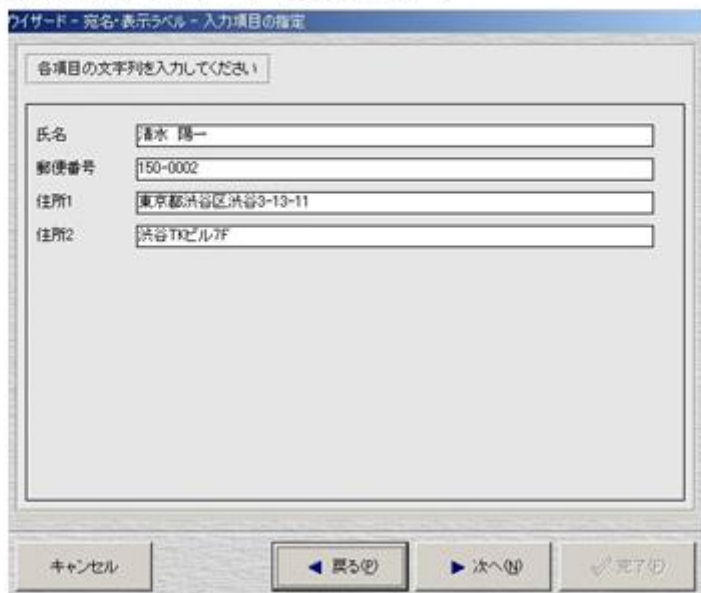 ウイザード - 宛名・表示ラベル - 入力項目の指定
各項目の文字列を入力してください
氏名 清水 陽一
郵便番号 150-0002
住所1 東京都渋谷区渋谷3-13-11
住所2 渋谷TKビル7F
キャンセル ◀ 戻る(P) ▶ 次へ(N) 完了(F)